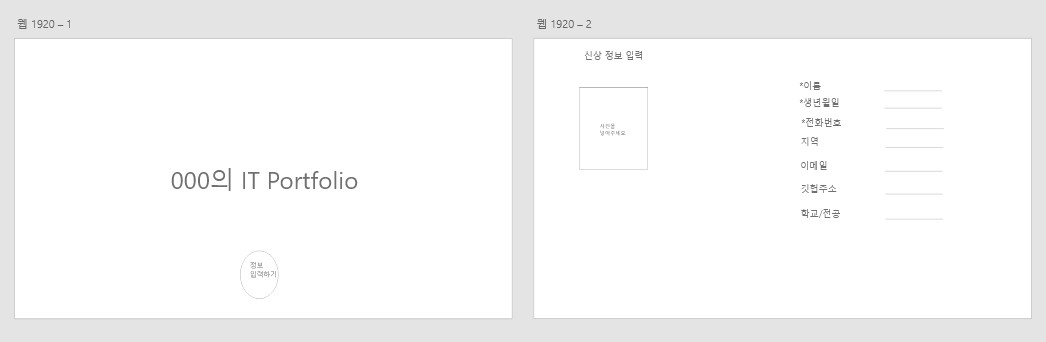 웹 1920 – 1
000의 IT Portfolio
정보
입력하기
웹 1920 – 2
신상 정보 입력
사진을
넣어주세요
*이름
*생년월일
*전화번호
지역
이메일
깃헙주소
학교/전공